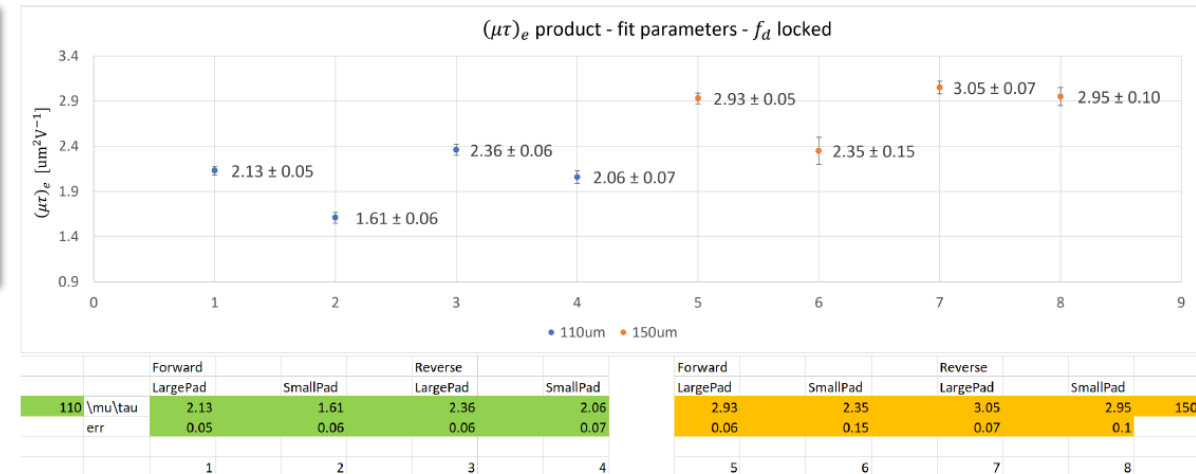 (μτ)ₑ product - fit parameters - f_d locked
3.4
2.9
2.4
1.9
1.4
0.9
(μτ)ₑ [um²V⁻¹]
2.13 ± 0.05
1.61 ± 0.06
2.36 ± 0.06
2.06 ± 0.07
2.93 ± 0.05
2.35 ± 0.15
3.05 ± 0.07
2.95 ± 0.10
0 1 2 3 4 5 6 7 8 9
110um 150um
Forward Reverse Forward Reverse
LargePad SmallPad LargePad SmallPad LargePad SmallPad LargePad SmallPad
110 \mu\tau 2.13 1.61 2.36 2.06 2.93 2.35 3.05 2.95 150
err 0.05 0.06 0.06 0.07 0.06 0.15 0.07 0.1
1 2 3 4 5 6 7 8